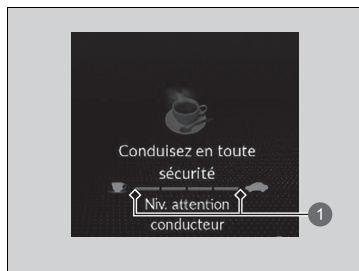 Conduisez en toute
sécurité
Niv. attention
conducteur
1